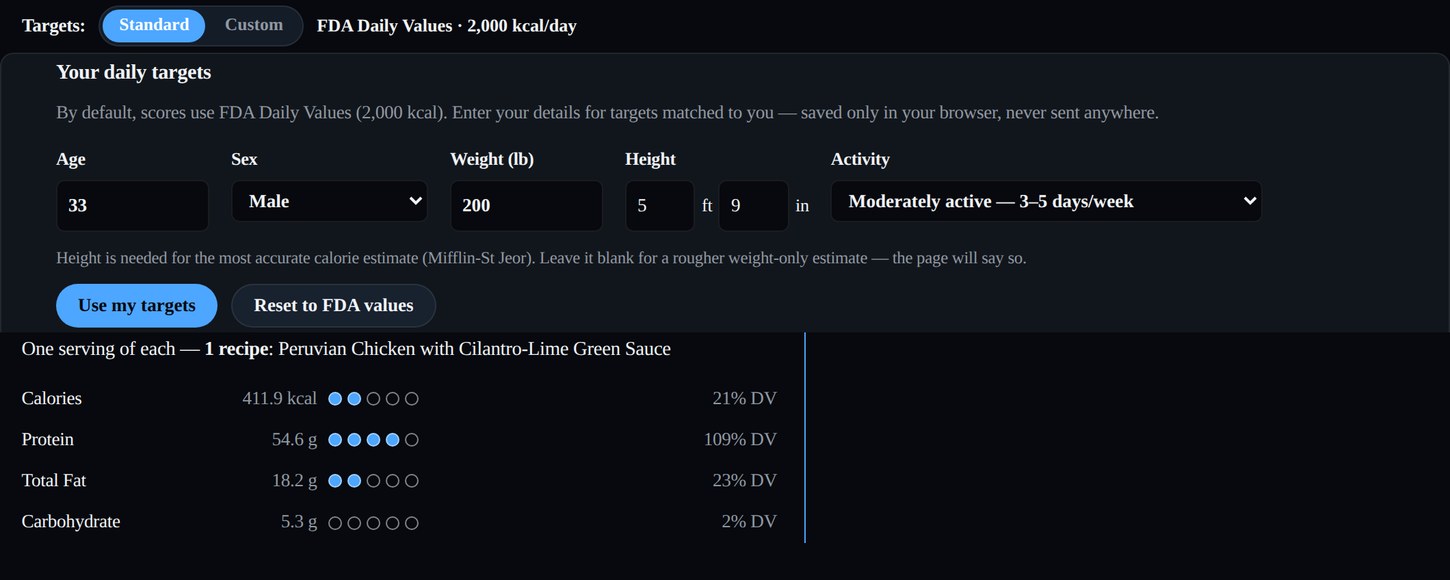 Targets: Standard Custom FDA Daily Values · 2,000 kcal/day
Your daily targets
By default, scores use FDA Daily Values (2,000 kcal). Enter your details for targets matched to you — saved only in your browser, never sent anywhere.
Age Sex Weight (lb) Height Activity
33 Male 200 5 ft 9 in Moderately active — 3–5 days/week
Height is needed for the most accurate calorie estimate (Mifflin-St Jeor). Leave it blank for a rougher weight-only estimate — the page will say so.
Use my targets Reset to FDA values
One serving of each — 1 recipe: Peruvian Chicken with Cilantro-Lime Green Sauce
Calories 411.9 kcal 21% DV
Protein 54.6 g 109% DV
Total Fat 18.2 g 23% DV
Carbohydrate 5.3 g 2% DV